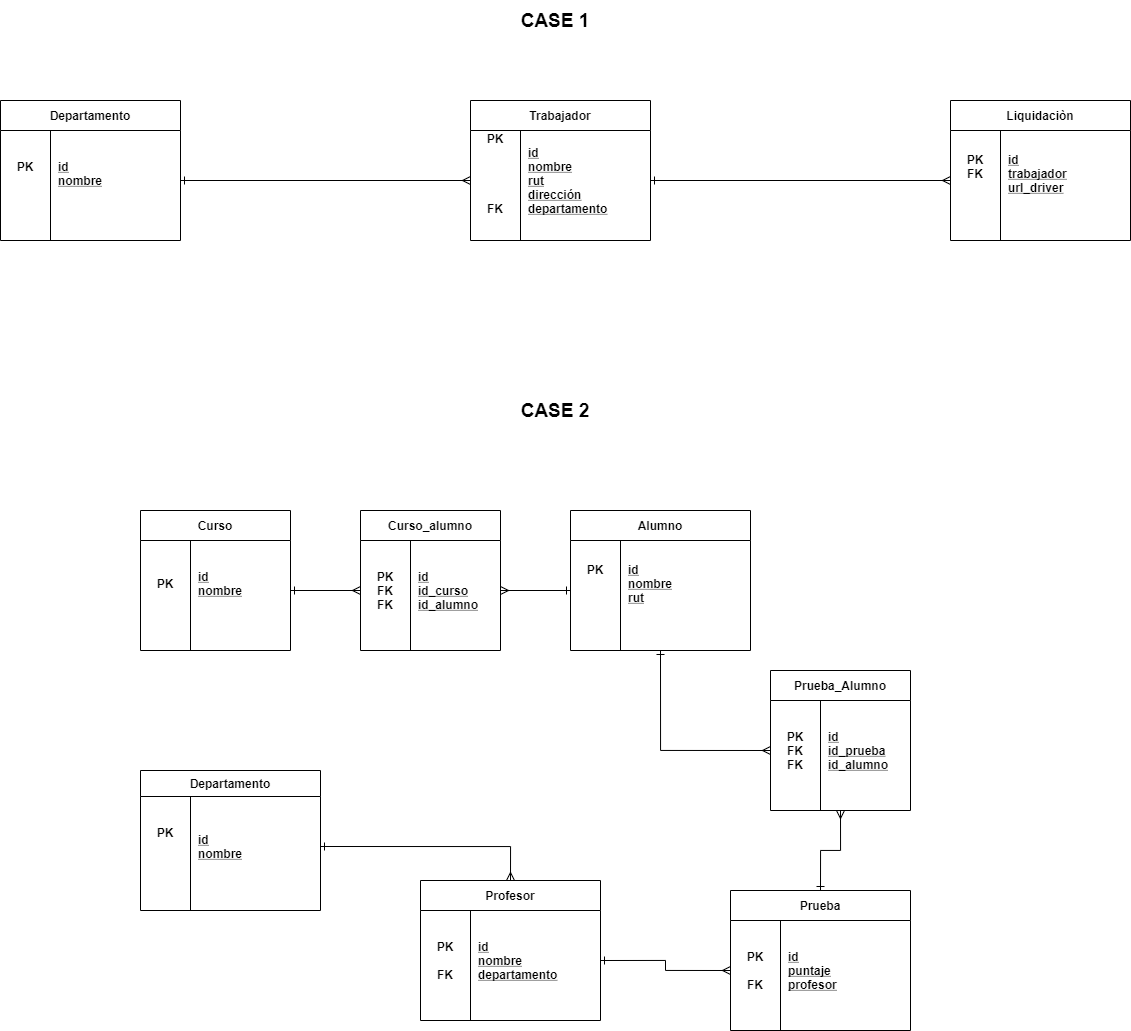 CASE 1
Departamento
PK
id
nombre
Trabajador
PK
id
nombre
rut
dirección
FK
departamento
Liquidaciòn
PK
id
FK
trabajador
url_driver
CASE 2
Curso
PK
id
nombre
Curso_alumno
PK
id
FK
id_curso
FK
id_alumno
Alumno
PK
id
nombre
rut
Prueba_Alumno
PK
id
FK
id_prueba
FK
id_alumno
Departamento
PK
id
nombre
Profesor
PK
id
nombre
FK
departamento
Prueba
PK
id
puntaje
FK
profesor